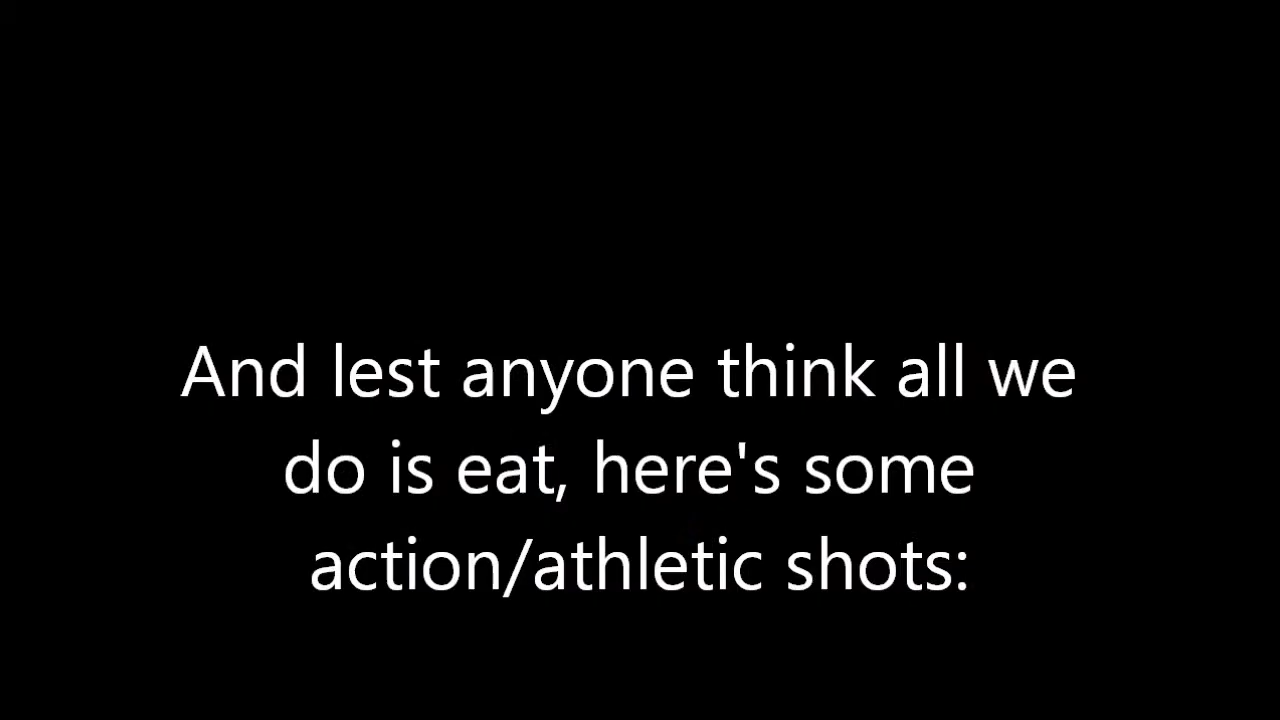 And lest anyone think all we
do is eat, here's some
action/athletic shots: